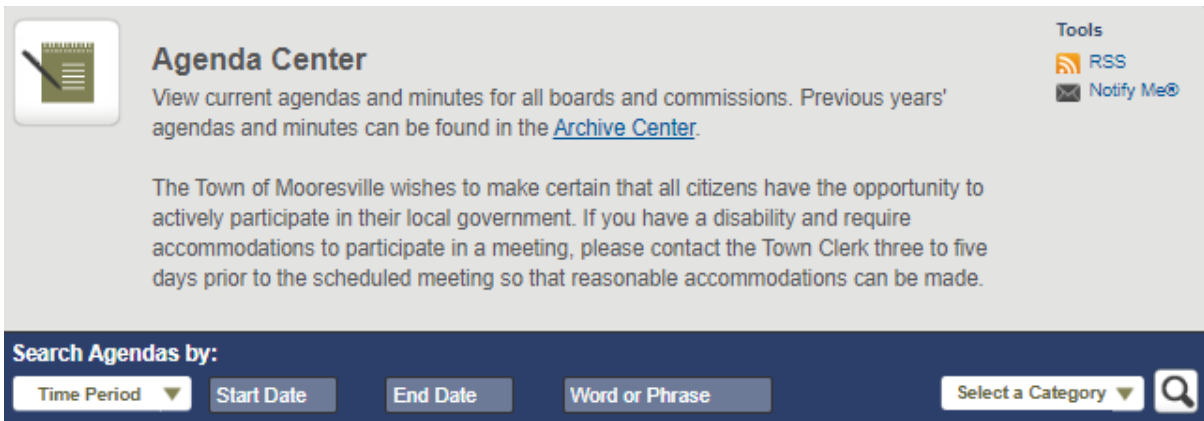 Agenda Center
View current agendas and minutes for all boards and commissions. Previous years'
agendas and minutes can be found in the Archive Center.
The Town of Mooresville wishes to make certain that all citizens have the opportunity to
actively participate in their local government. If you have a disability and require
accommodations to participate in a meeting, please contact the Town Clerk three to five
days prior to the scheduled meeting so that reasonable accommodations can be made.
Tools
RSS
Notify Me®
Search Agendas by:
Time Period Start Date End Date Word or Phrase Select a Category